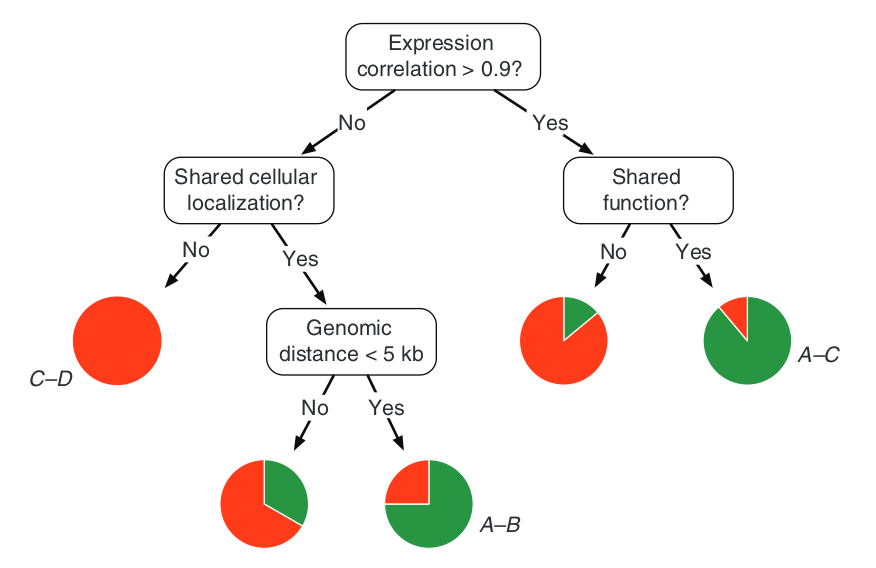 Expression
correlation > 0.9?
No
Yes
Shared cellular
localization?
Shared
function?
No
Yes
No
Yes
Genomic
distance < 5 kb
C–D
A–C
No
Yes
A–B